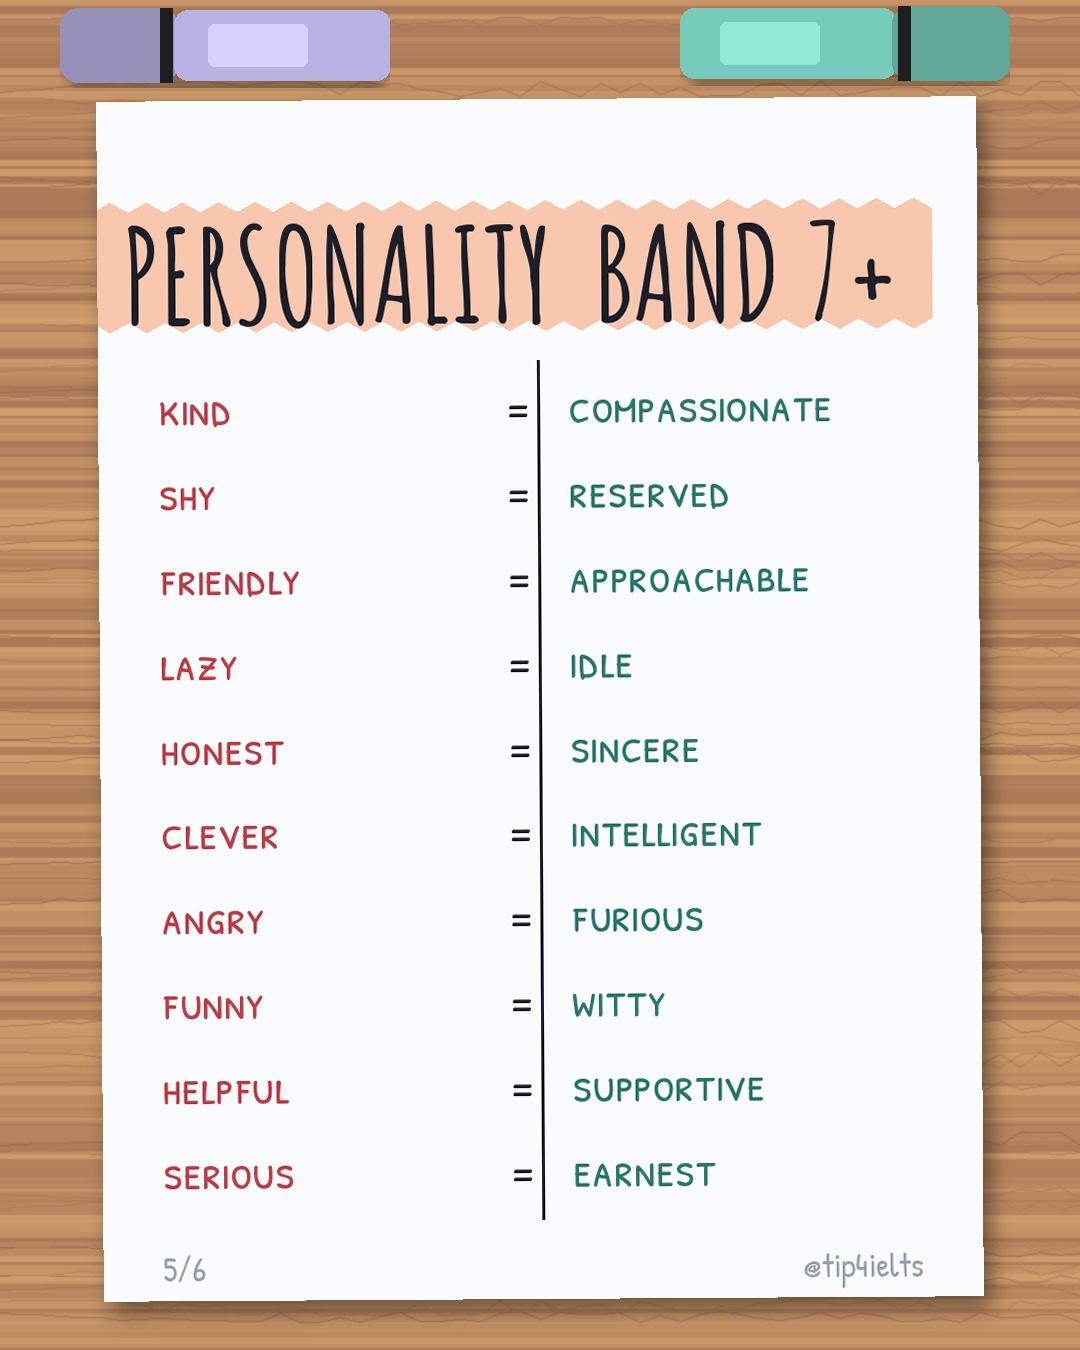 PERSONALITY BAND 7+
KIND = COMPASSIONATE
SHY = RESERVED
FRIENDLY = APPROACHABLE
LAZY = IDLE
HONEST = SINCERE
CLEVER = INTELLIGENT
ANGRY = FURIOUS
FUNNY = WITTY
HELPFUL = SUPPORTIVE
SERIOUS = EARNEST
5/6 @tip4ielts